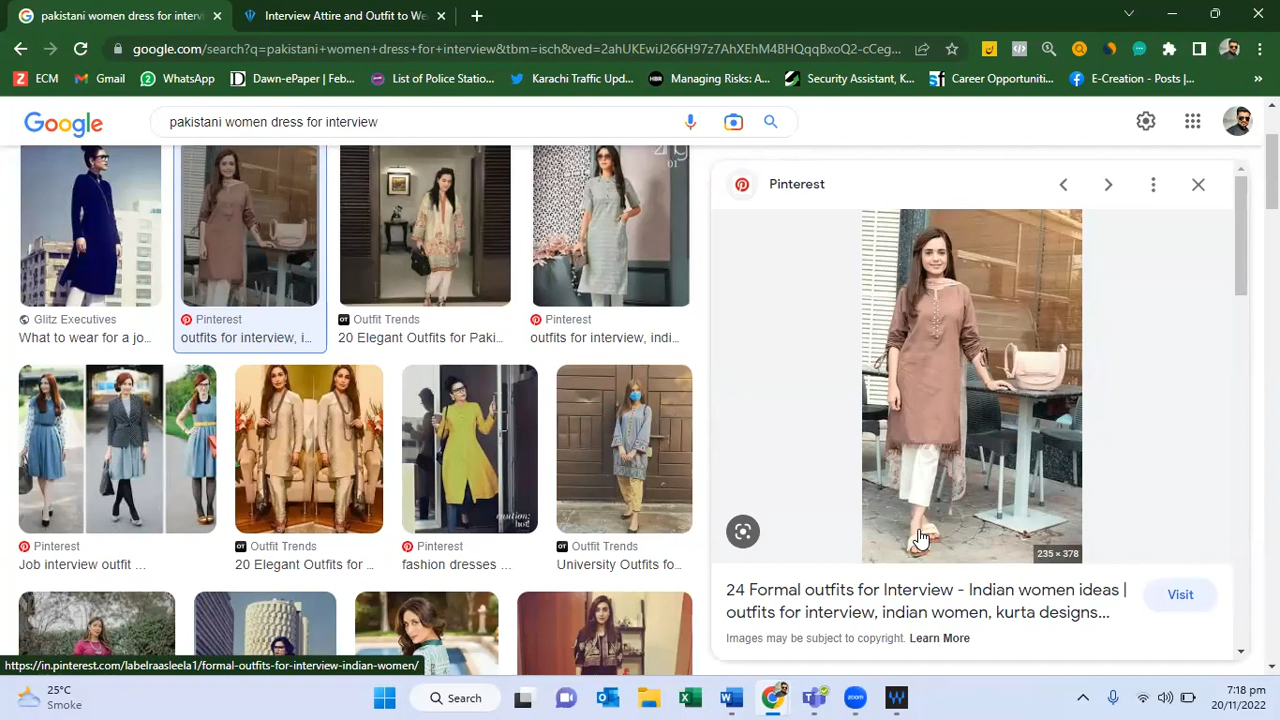 pakistani women dress for interv
Interview Attire and Outfit to We
google.com/search?q=pakistani+women+dress+for+interview&tbm=isch&ved=2ahUKEwiJ266H97z7AhXEhM4BHQqqBxoQ2-cCeg...
ECM
Gmail
WhatsApp
Dawn-ePaper | Feb...
List of Police Statio...
Karachi Traffic Upd...
Managing Risks: A...
Security Assistant, K...
Career Opportuniti...
E-Creation - Posts |...
Google
pakistani women dress for interview
Pinterest
Glitz Executives
What to wear for a jo...
Pinterest
outfits for interview, i...
Outfit Trends
20 Elegant Outfits for Paki...
Pinterest
outfits for interview, indi...
Pinterest
Job interview outfit ...
Outfit Trends
20 Elegant Outfits for ...
Pinterest
fashion dresses ...
Outfit Trends
University Outfits fo...
235 × 378
24 Formal outfits for Interview - Indian women ideas |
outfits for interview, indian women, kurta designs...
Visit
Images may be subject to copyright. Learn More
https://in.pinterest.com/labelraasleela1/formal-outfits-for-interview-indian-women/
25°C
Smoke
Search
7:18 pm
20/11/2022